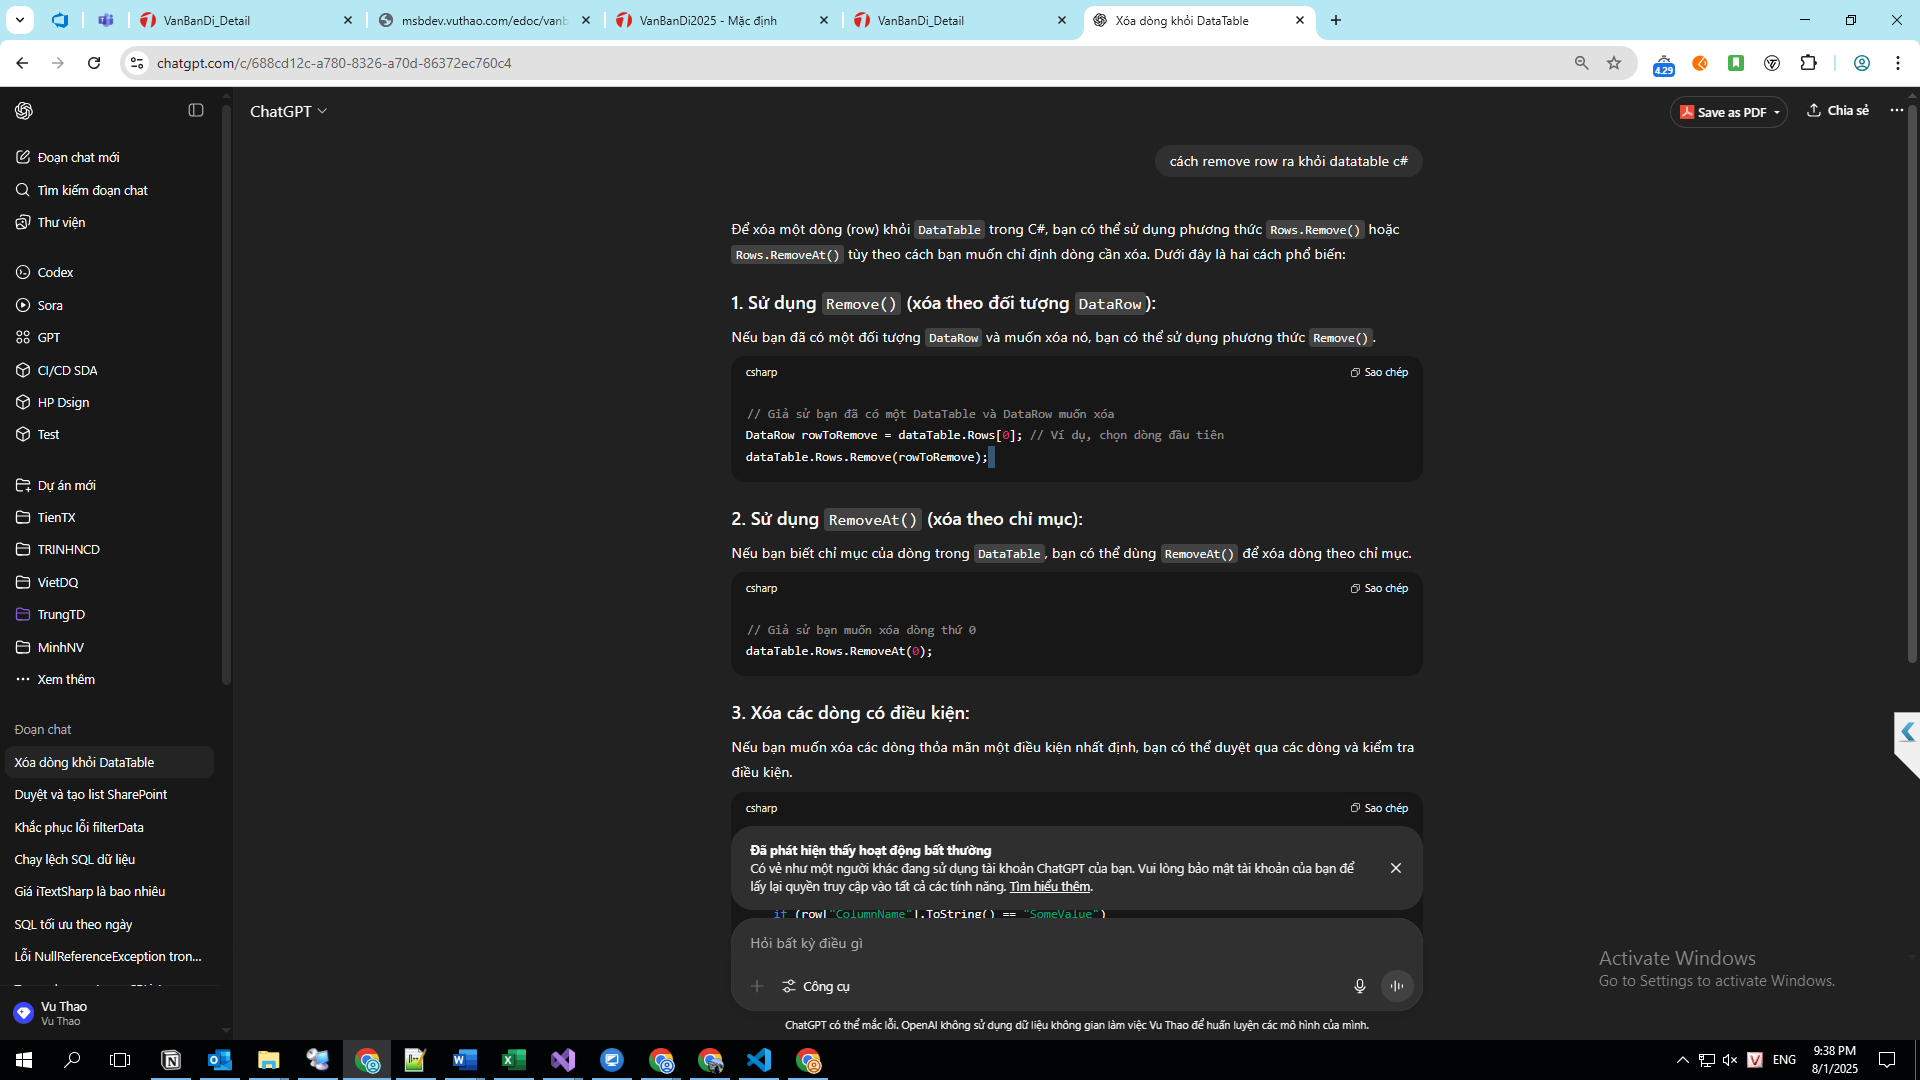 VanBanDi_Detail
msbdev.vuthao.com/edoc/vanb
VanBanDi2025 - Mặc định
VanBanDi_Detail
Xóa dòng khỏi DataTable
chatgpt.com/c/688cd12c-a780-8326-a70d-86372ec760c4
4.29
ChatGPT
Save as PDF
Chia sẻ
Đoạn chat mới
Tìm kiếm đoạn chat
Thư viện
Codex
Sora
GPT
CI/CD SDA
HP Dsign
Test
Dự án mới
TienTX
TRINHNCD
VietDQ
TrungTD
MinhNV
Xem thêm
Đoạn chat
Xóa dòng khỏi DataTable
Duyệt và tạo list SharePoint
Khắc phục lỗi filterData
Chạy lệch SQL dữ liệu
Giá iTextSharp là bao nhiêu
SQL tối ưu theo ngày
Lỗi NullReferenceException tron...
Vu Thao
Vu Thao
cách remove row ra khỏi datatable c#
Để xóa một dòng (row) khỏi DataTable trong C#, bạn có thể sử dụng phương thức Rows.Remove() hoặc
Rows.RemoveAt() tùy theo cách bạn muốn chỉ định dòng cần xóa. Dưới đây là hai cách phổ biến:
1. Sử dụng Remove() (xóa theo đối tượng DataRow):
Nếu bạn đã có một đối tượng DataRow và muốn xóa nó, bạn có thể sử dụng phương thức Remove().
csharp
Sao chép
// Giả sử bạn đã có một DataTable và DataRow muốn xóa
DataRow rowToRemove = dataTable.Rows[0]; // Ví dụ, chọn dòng đầu tiên
dataTable.Rows.Remove(rowToRemove);
2. Sử dụng RemoveAt() (xóa theo chỉ mục):
Nếu bạn biết chỉ mục của dòng trong DataTable, bạn có thể dùng RemoveAt() để xóa dòng theo chỉ mục.
csharp
Sao chép
// Giả sử bạn muốn xóa dòng thứ 0
dataTable.Rows.RemoveAt(0);
3. Xóa các dòng có điều kiện:
Nếu bạn muốn xóa các dòng thỏa mãn một điều kiện nhất định, bạn có thể duyệt qua các dòng và kiểm tra
điều kiện.
csharp
Sao chép
Đã phát hiện thấy hoạt động bất thường
Có vẻ như một người khác đang sử dụng tài khoản ChatGPT của bạn. Vui lòng bảo mật tài khoản của bạn để
lấy lại quyền truy cập vào tất cả các tính năng. Tìm hiểu thêm.
if (row["ColumnName"].ToString() == "SomeValue")
Hỏi bất kỳ điều gì
Công cụ
ChatGPT có thể mắc lỗi. OpenAI không sử dụng dữ liệu không gian làm việc Vu Thao để huấn luyện các mô hình của mình.
Activate Windows
Go to Settings to activate Windows.
ENG
9:38 PM
8/1/2025